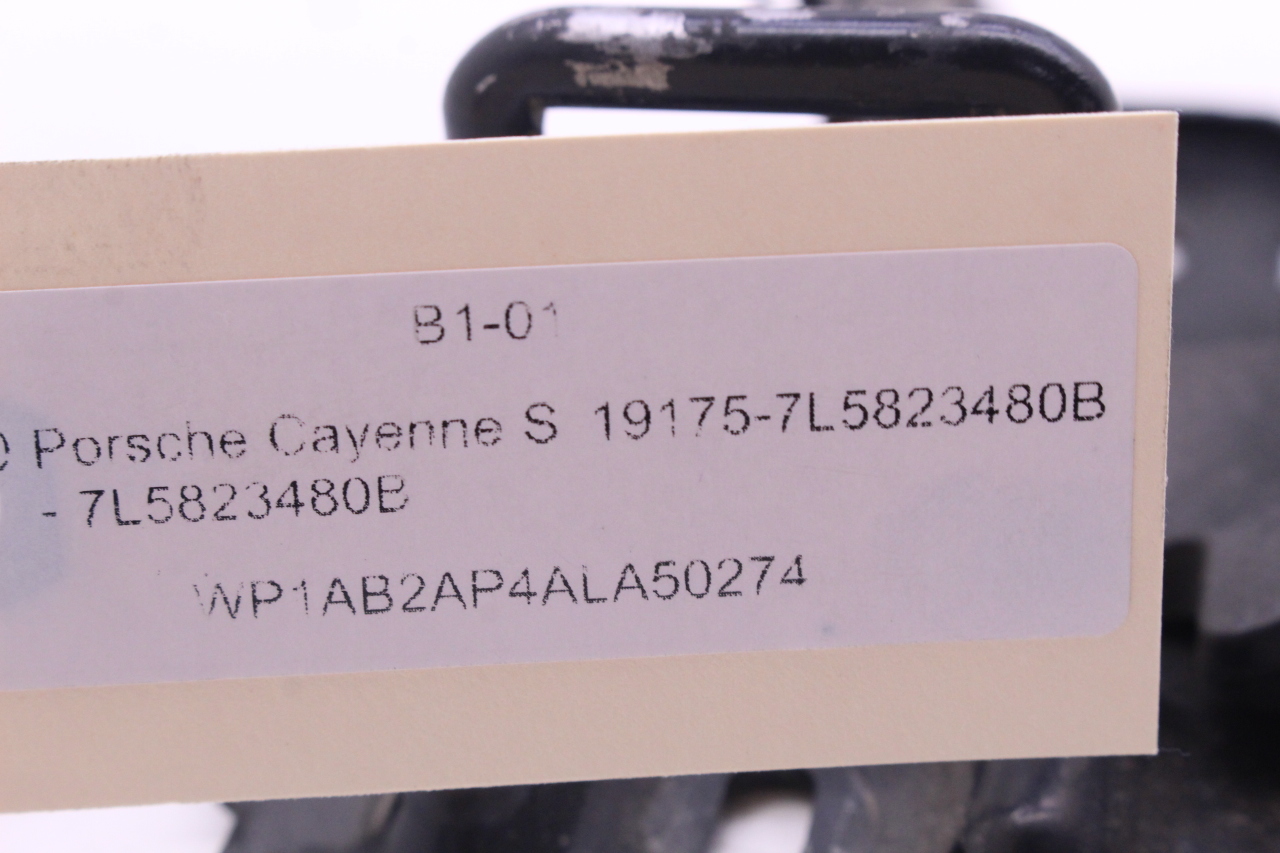 B1-01
Porsche Cayenne S 19175-7L5823480B
- 7L5823480B
WP1AB2AP4ALA50274